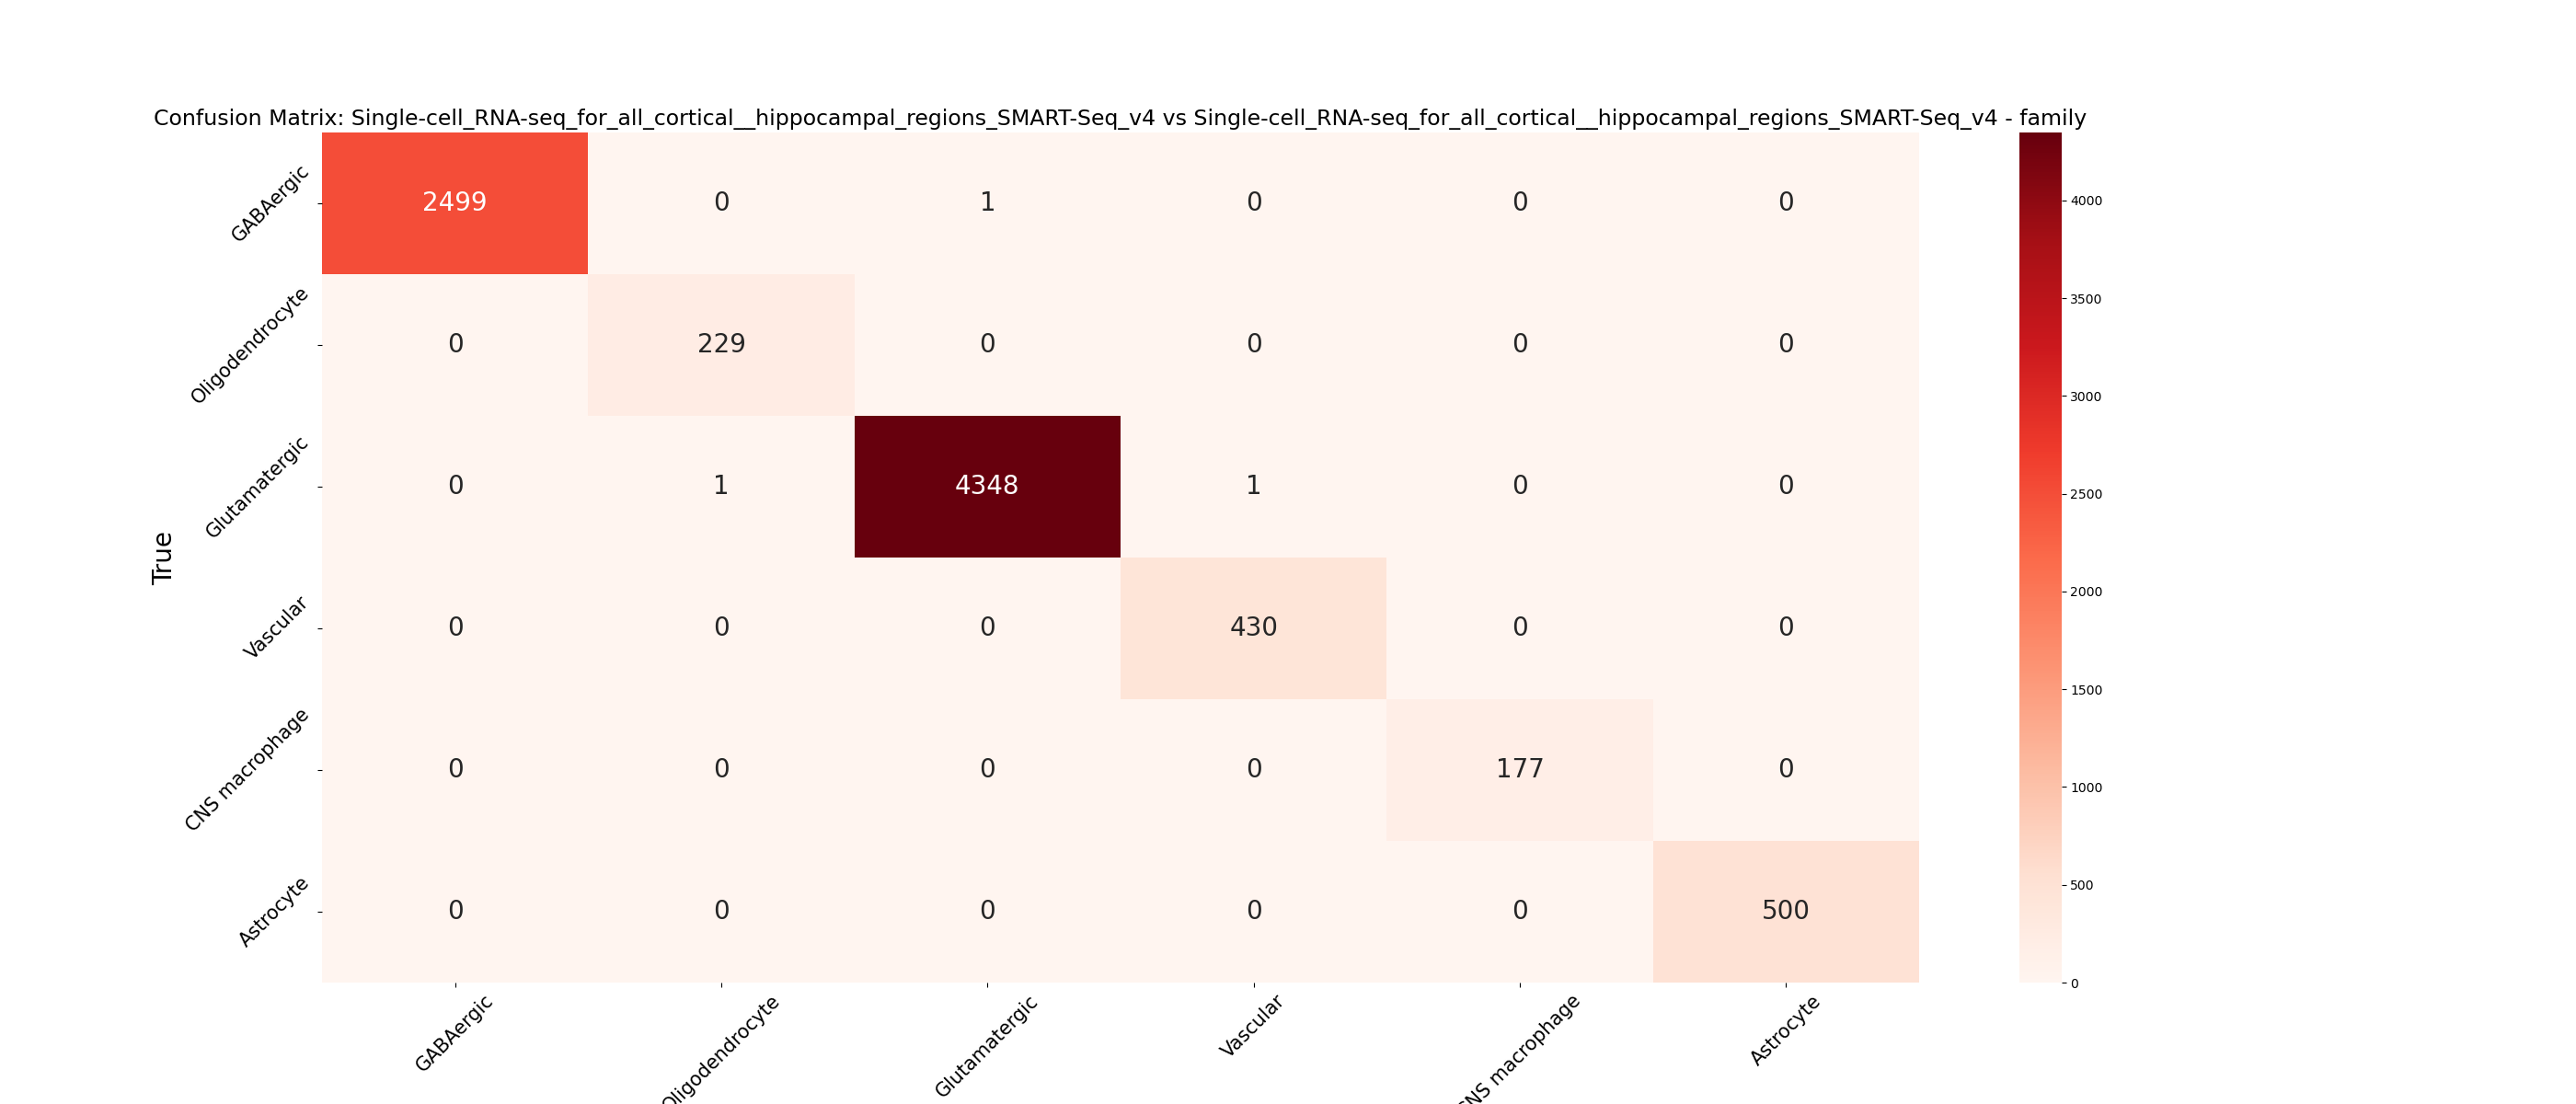 Confusion Matrix: Single-cell_RNA-seq_for_all_cortical__hippocampal_regions_SMART-Seq_v4 vs Single-cell_RNA-seq_for_all_cortical__hippocampal_regions_SMART-Seq_v4 - family
True
GABAergic 2499 0 1 0 0 0
Oligodendrocyte 0 229 0 0 0 0
Glutamatergic 0 1 4348 1 0 0
Vascular 0 0 0 430 0 0
CNS macrophage 0 0 0 0 177 0
Astrocyte 0 0 0 0 0 500
GABAergic Oligodendrocyte Glutamatergic Vascular CNS macrophage Astrocyte
4000
3500
3000
2500
2000
1500
1000
500
0